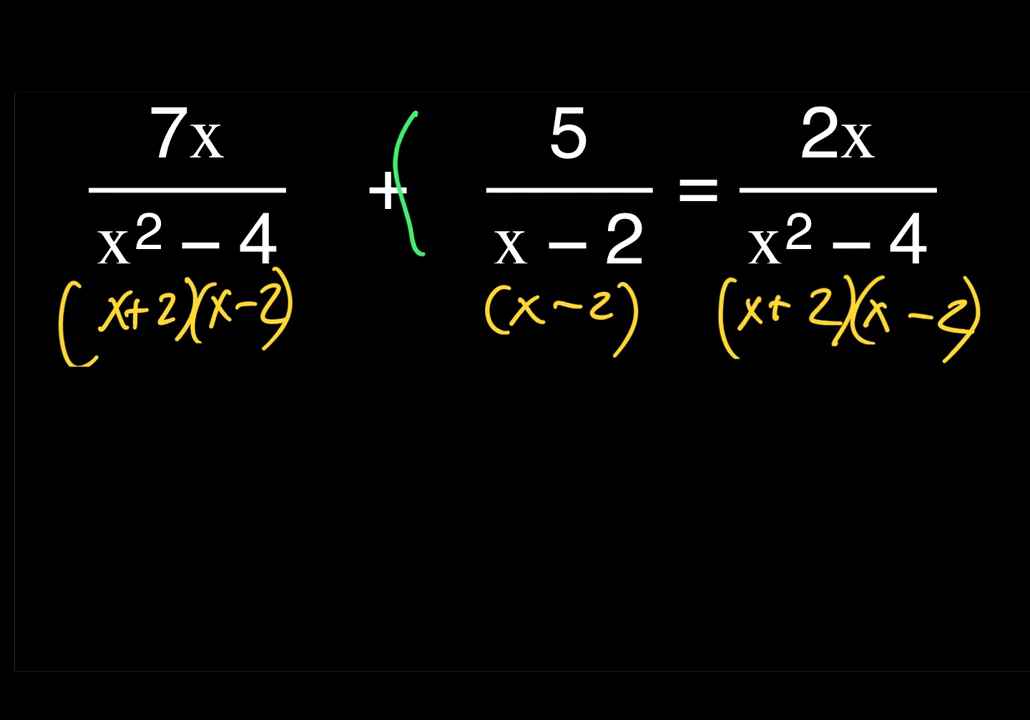 7x + ( 5 = 2x
x² – 4 x – 2 x² – 4
(x+2)(x-2) (x-2) (x+2)(x-2)